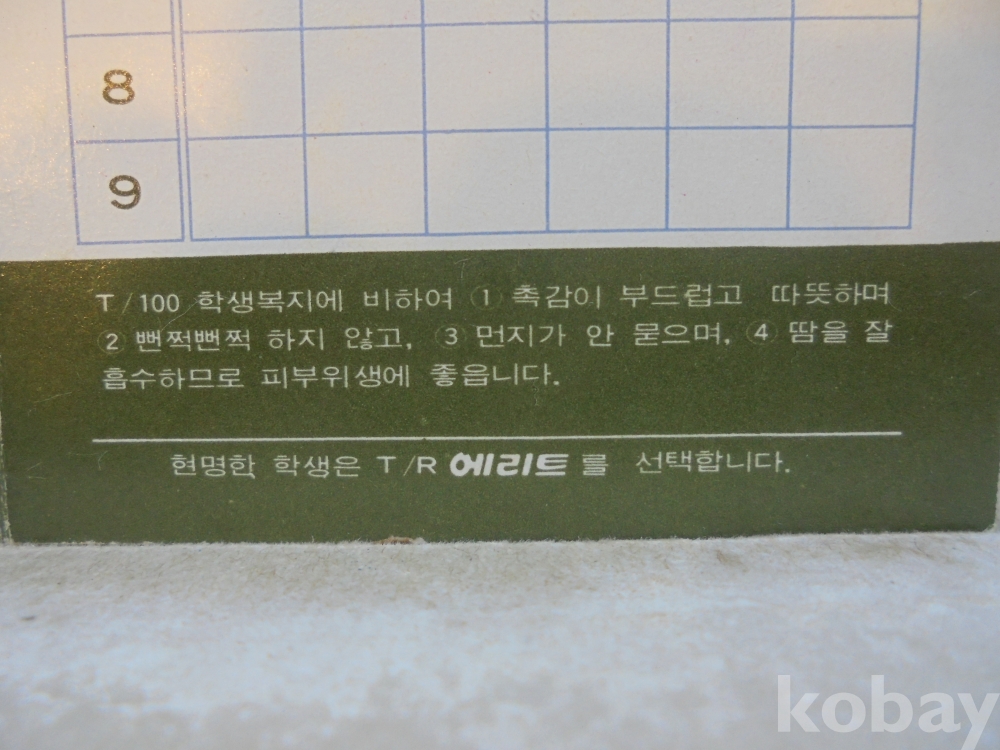 8
9
T/100 학생복지에 비하여 ① 촉감이 부드럽고 따뜻하며
② 뻔쩍뻔쩍 하지 않고, ③ 먼지가 안 묻으며, ④ 땀을 잘
흡수하므로 피부위생에 좋읍니다.
현명한 학생은 T/R 에리트 를 선택합니다.
kobay